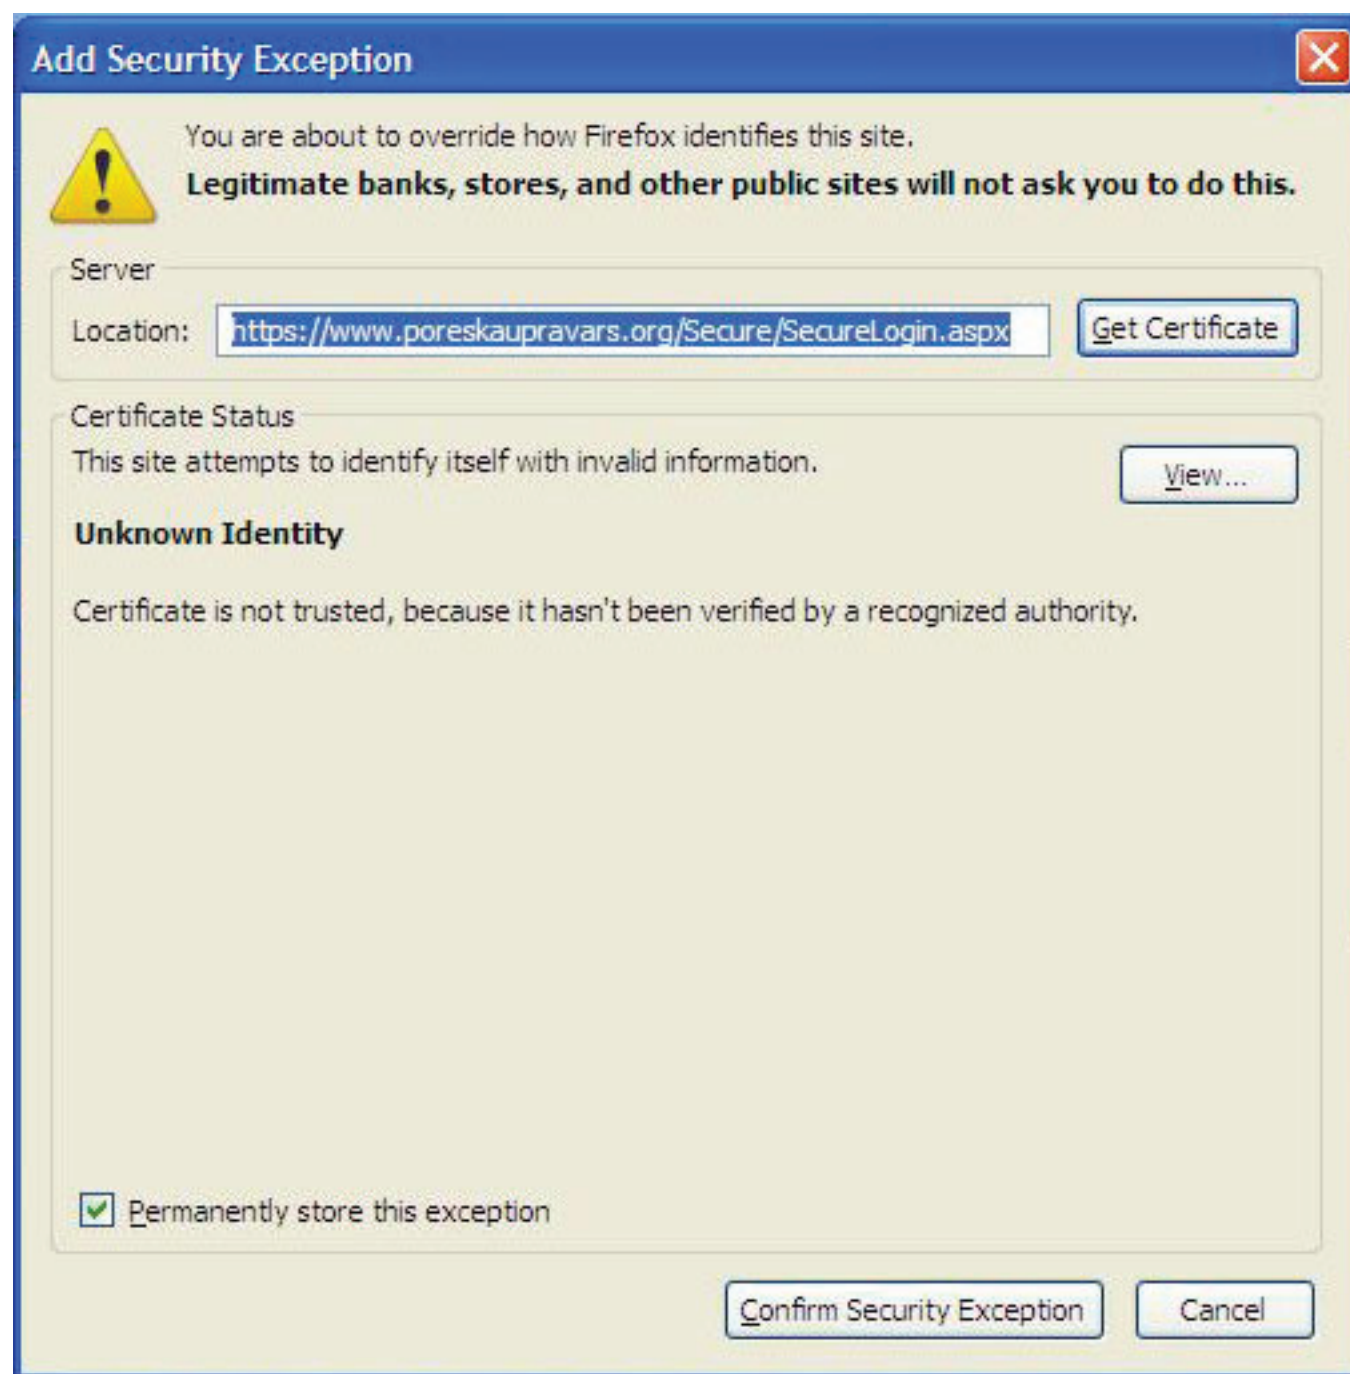 Add Security Exception
You are about to override how Firefox identifies this site.
Legitimate banks, stores, and other public sites will not ask you to do this.
Server
Location: https://www.poreskaupravars.org/Secure/SecureLogin.aspx Get Certificate
Certificate Status
This site attempts to identify itself with invalid information.
View...
Unknown Identity
Certificate is not trusted, because it hasn't been verified by a recognized authority.
Permanently store this exception
Confirm Security Exception Cancel